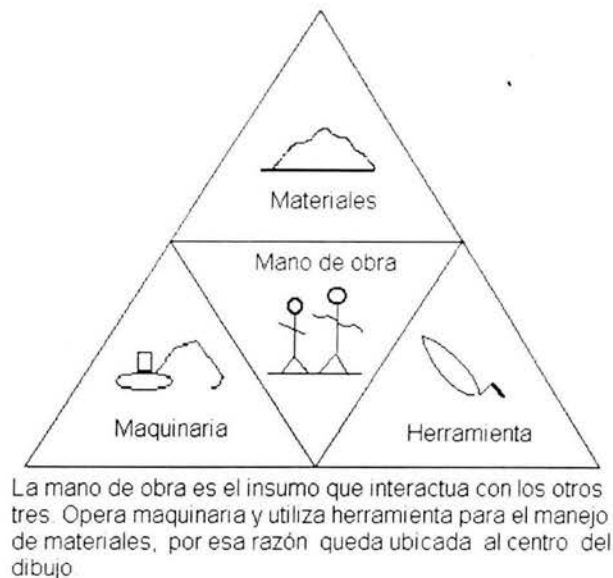 Materiales
Mano de obra
Maquinaria
Herramienta
La mano de obra es el insumo que interactua con los otros
tres. Opera maquinaria y utiliza herramienta para el manejo
de materiales, por esa razón queda ubicada al centro del
dibujo